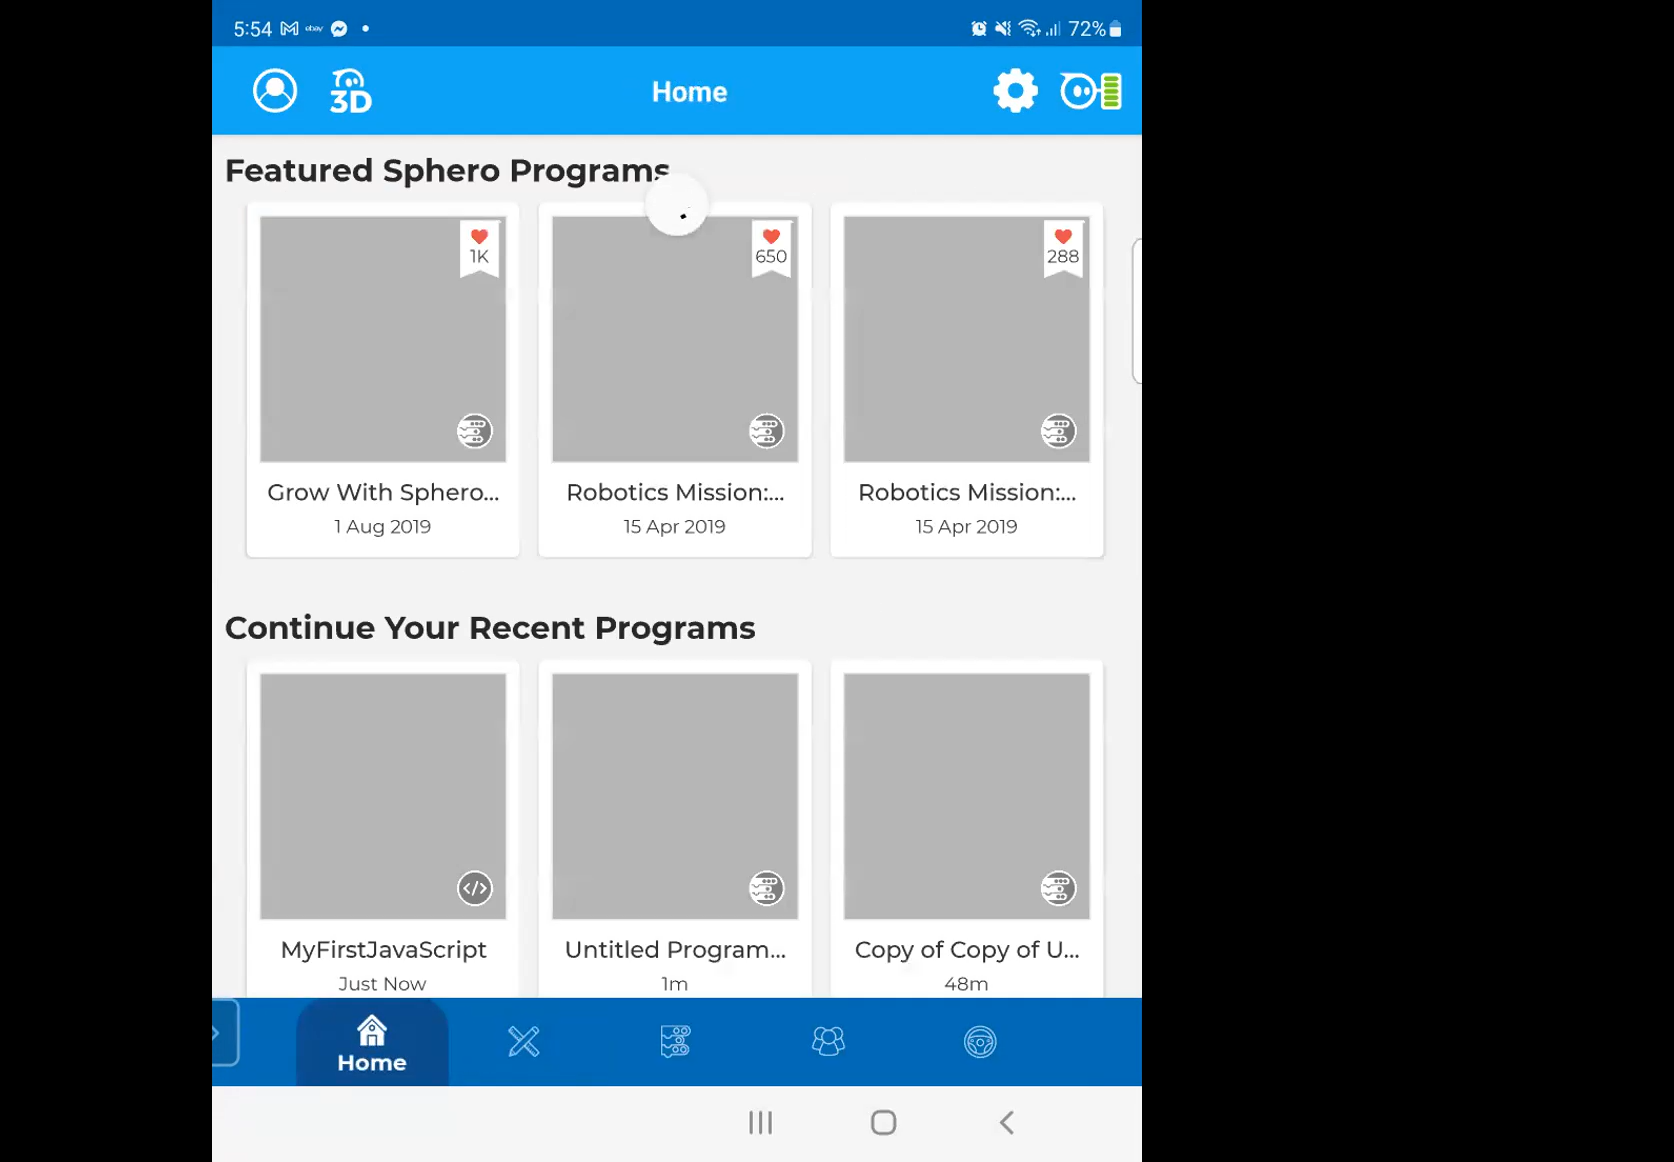 5:54 ebay 72%
3D Home
Featured Sphero Programs
1K 650 288
Grow With Sphero... Robotics Mission:... Robotics Mission:...
1 Aug 2019 15 Apr 2019 15 Apr 2019
Continue Your Recent Programs
</>
MyFirstJavaScript Untitled Program... Copy of Copy of U...
Just Now 1m 48m
Home